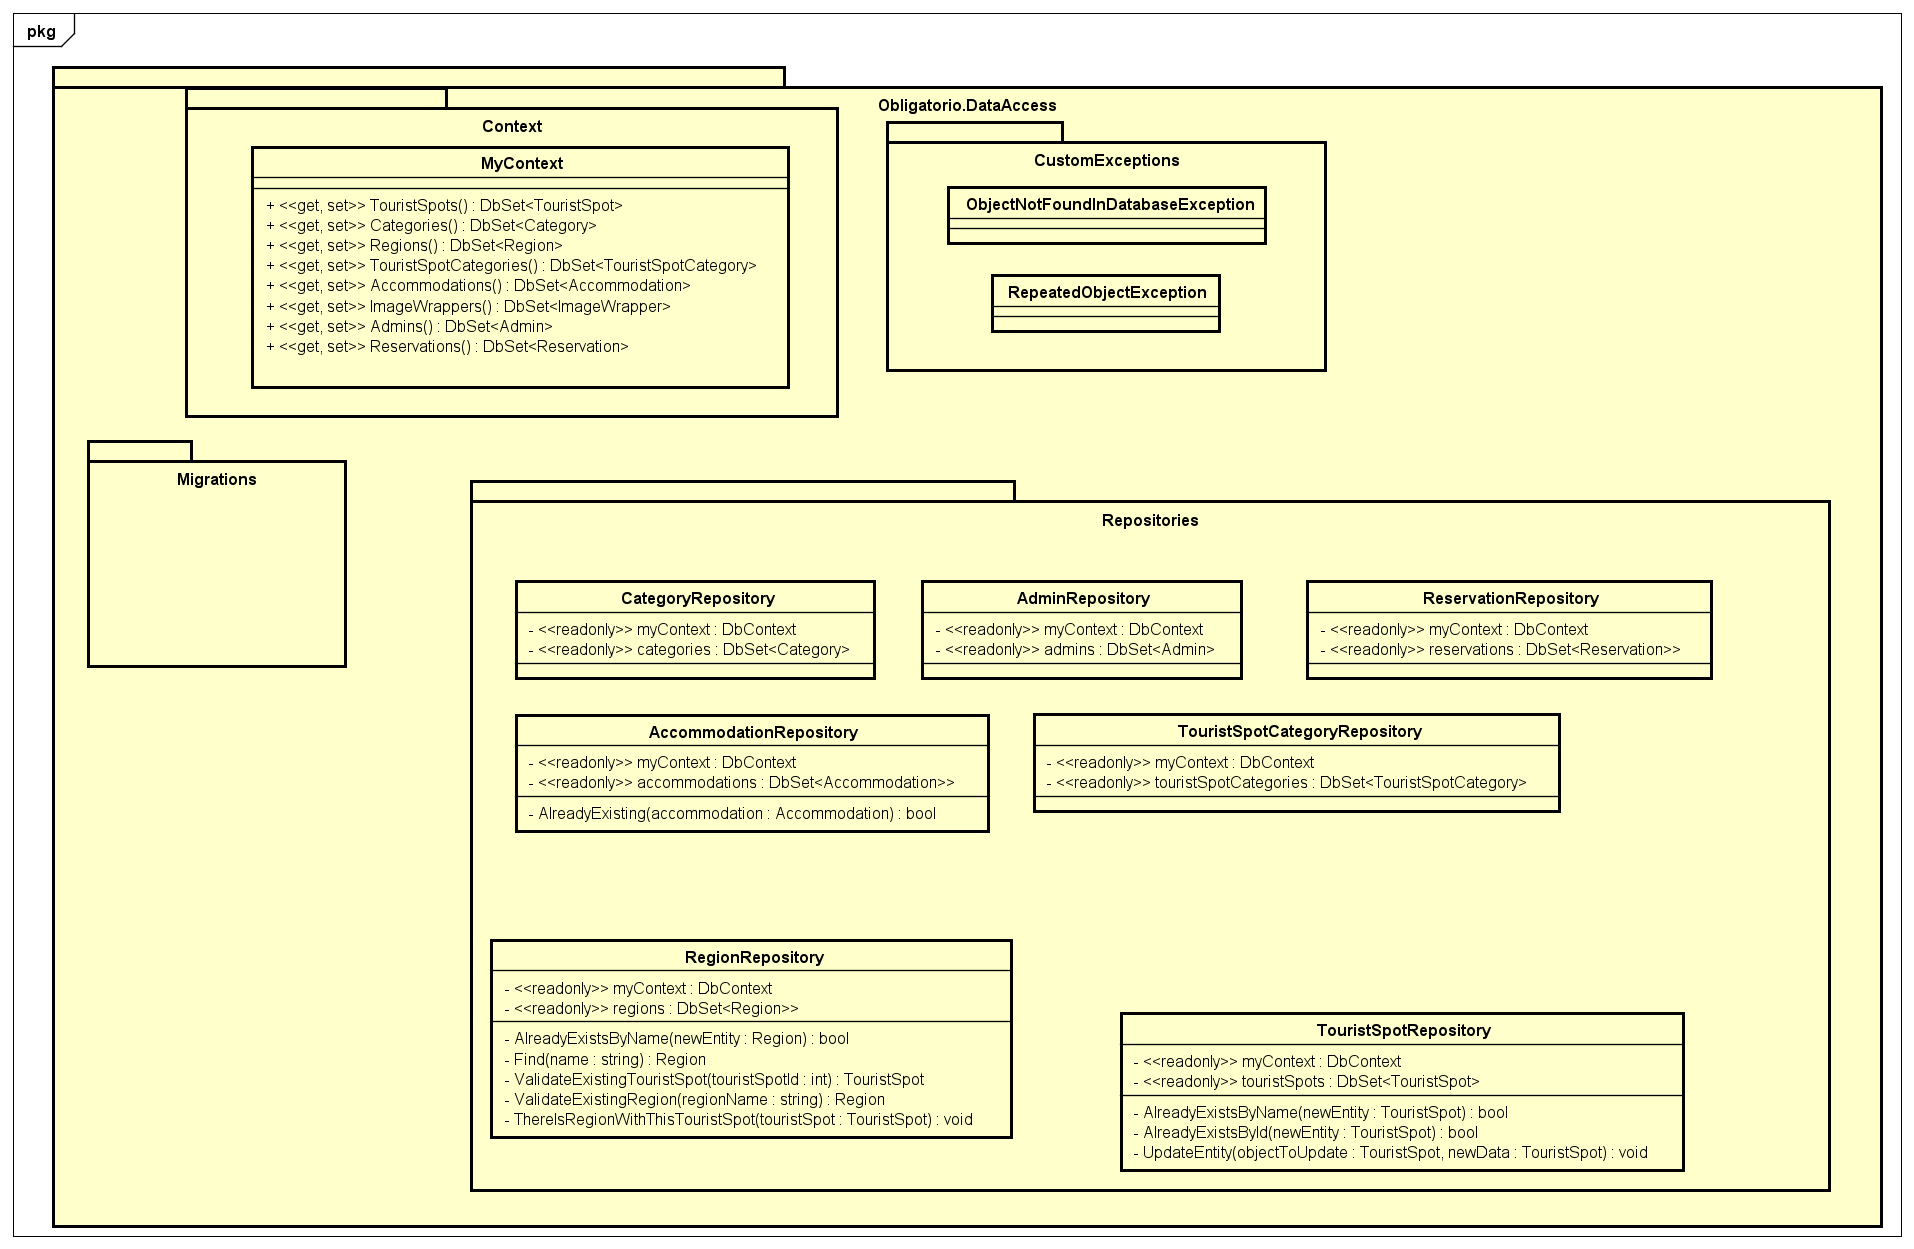 pkg
Obligatorio.DataAccess
Context
MyContext
+ <<get, set>> TouristSpots() : DbSet<TouristSpot>
+ <<get, set>> Categories() : DbSet<Category>
+ <<get, set>> Regions() : DbSet<Region>
+ <<get, set>> TouristSpotCategories() : DbSet<TouristSpotCategory>
+ <<get, set>> Accommodations() : DbSet<Accommodation>
+ <<get, set>> ImageWrappers() : DbSet<ImageWrapper>
+ <<get, set>> Admins() : DbSet<Admin>
+ <<get, set>> Reservations() : DbSet<Reservation>
CustomExceptions
ObjectNotFoundInDatabaseException
RepeatedObjectException
Migrations
Repositories
CategoryRepository
- <<readonly>> myContext : DbContext
- <<readonly>> categories : DbSet<Category>
AdminRepository
- <<readonly>> myContext : DbContext
- <<readonly>> admins : DbSet<Admin>
ReservationRepository
- <<readonly>> myContext : DbContext
- <<readonly>> reservations : DbSet<Reservation>>
AccommodationRepository
- <<readonly>> myContext : DbContext
- <<readonly>> accommodations : DbSet<Accommodation>>
- AlreadyExisting(accommodation : Accommodation) : bool
TouristSpotCategoryRepository
- <<readonly>> myContext : DbContext
- <<readonly>> touristSpotCategories : DbSet<TouristSpotCategory>
RegionRepository
- <<readonly>> myContext : DbContext
- <<readonly>> regions : DbSet<Region>>
- AlreadyExistsByName(newEntity : Region) : bool
- Find(name : string) : Region
- ValidateExistingTouristSpot(touristSpotId : int) : TouristSpot
- ValidateExistingRegion(regionName : string) : Region
- ThereIsRegionWithThisTouristSpot(touristSpot : TouristSpot) : void
TouristSpotRepository
- <<readonly>> myContext : DbContext
- <<readonly>> touristSpots : DbSet<TouristSpot>
- AlreadyExistsByName(newEntity : TouristSpot) : bool
- AlreadyExistsById(newEntity : TouristSpot) : bool
- UpdateEntity(objectToUpdate : TouristSpot, newData : TouristSpot) : void